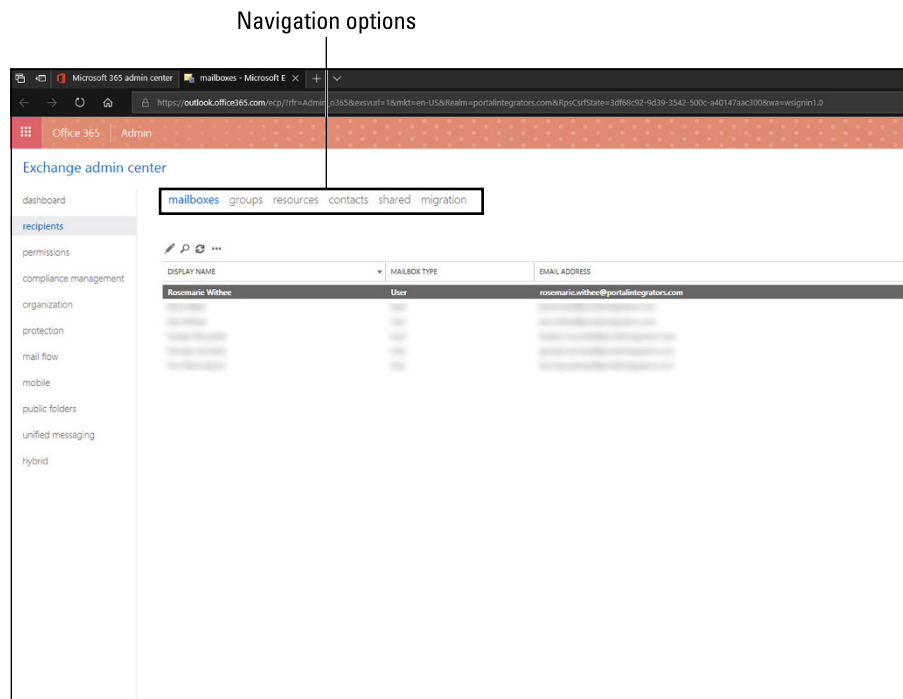 Navigation options
Microsoft 365 admin center
mailboxes - Microsoft E
https://outlook.office365.com/ecp/?rfr=Admin_o365&exsvurl=1&mkt=en-US&Realm=portalintegrators.com&RpsCsrfState=3df68c92-9d39-3542-500c-a40147aac300&wa=wsignin1.0
Office 365 Admin
Exchange admin center
dashboard
recipients
permissions
compliance management
organization
protection
mail flow
mobile
public folders
unified messaging
hybrid
mailboxes groups resources contacts shared migration
DISPLAY NAME MAILBOX TYPE EMAIL ADDRESS
Rosemarie Withee User rosemarie.withee@portalintegrators.com